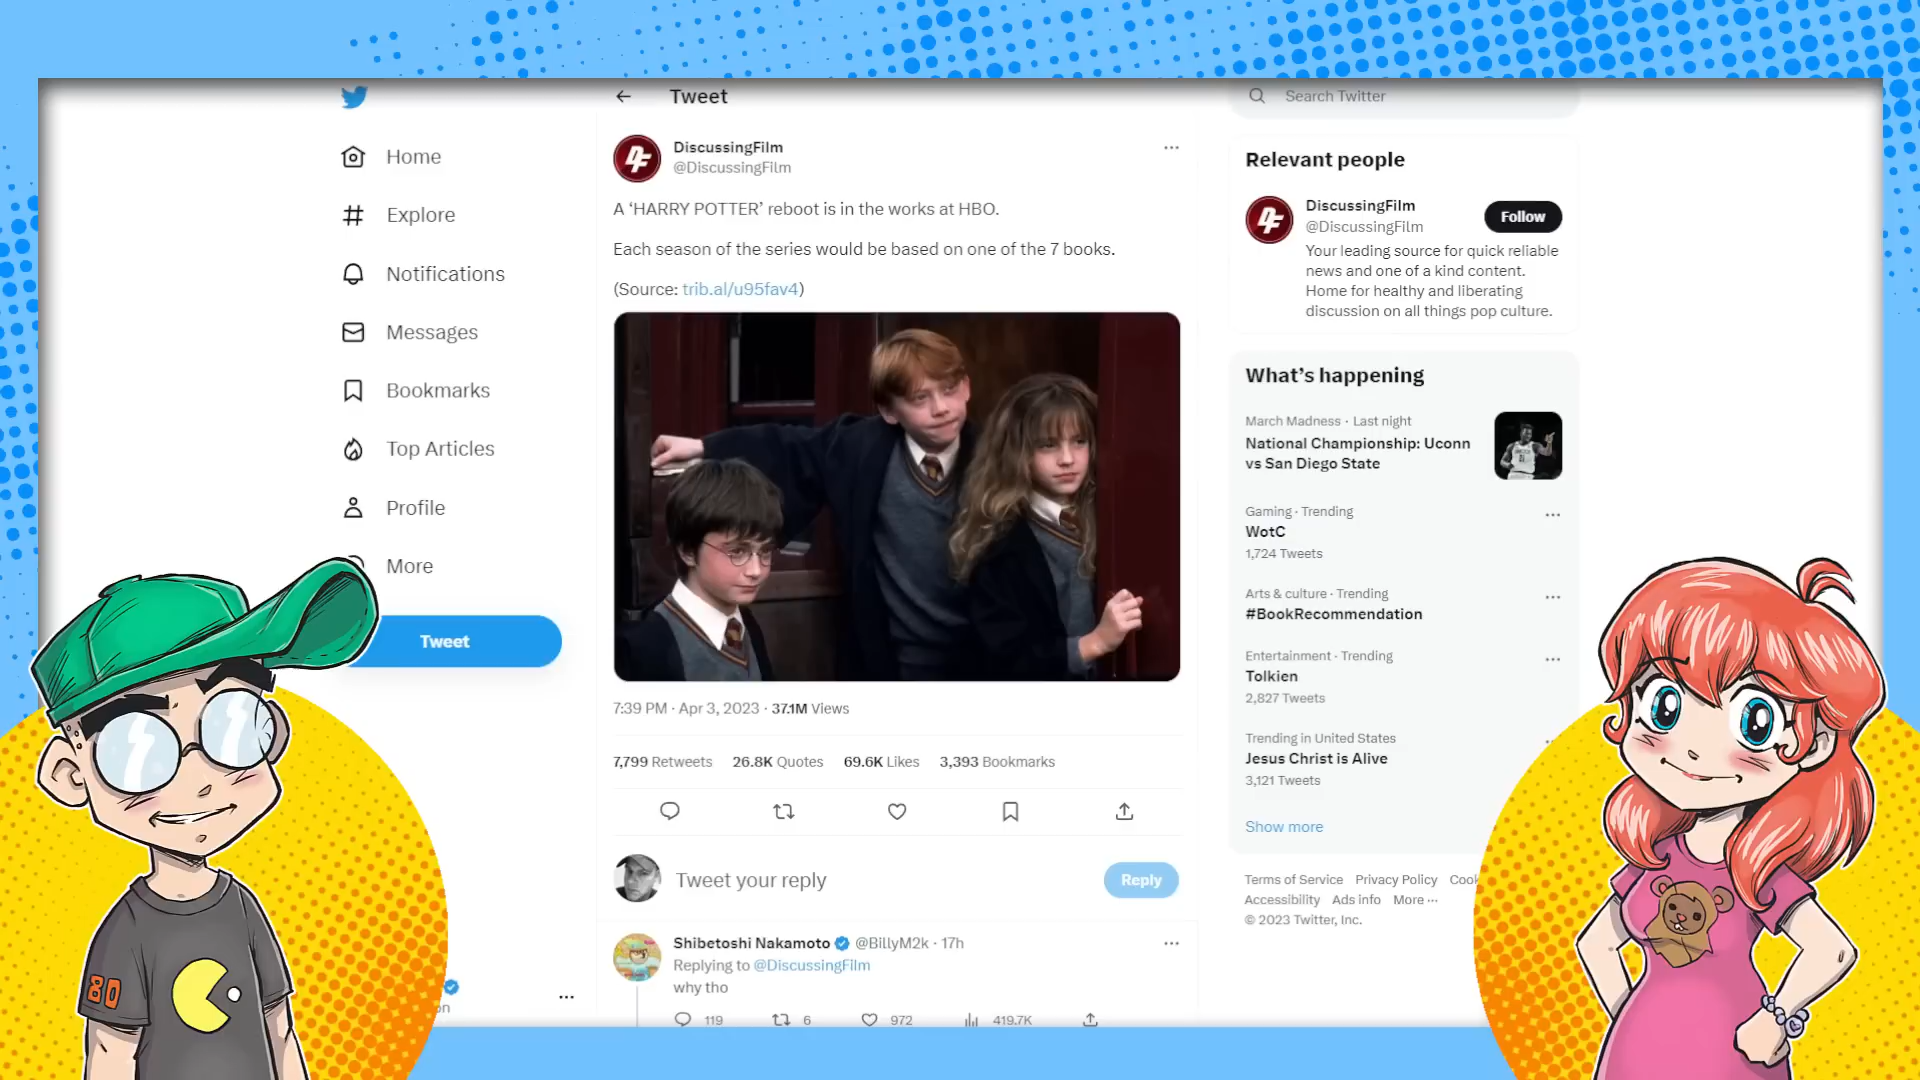 Home
Explore
Notifications
Messages
Bookmarks
Top Articles
Profile
More
Tweet
Tweet
DiscussingFilm
@DiscussingFilm
A ‘HARRY POTTER’ reboot is in the works at HBO.
Each season of the series would be based on one of the 7 books.
(Source: trib.al/u95fav4)
7:39 PM · Apr 3, 2023 · 37.1M Views
7,799 Retweets 26.8K Quotes 69.6K Likes 3,393 Bookmarks
Tweet your reply
Reply
Shibetoshi Nakamoto @BillyM2k · 17h
Replying to @DiscussingFilm
why tho
119 6 972 419.7K
Search Twitter
Relevant people
DiscussingFilm
@DiscussingFilm
Follow
Your leading source for quick reliable
news and one of a kind content.
Home for healthy and liberating
discussion on all things pop culture.
What’s happening
March Madness · Last night
National Championship: Uconn
vs San Diego State
Gaming · Trending
WotC
1,724 Tweets
Arts & culture · Trending
#BookRecommendation
Entertainment · Trending
Tolkien
2,827 Tweets
Trending in United States
Jesus Christ is Alive
3,121 Tweets
Show more
Terms of Service Privacy Policy Cook
Accessibility Ads info More ···
© 2023 Twitter, Inc.
80